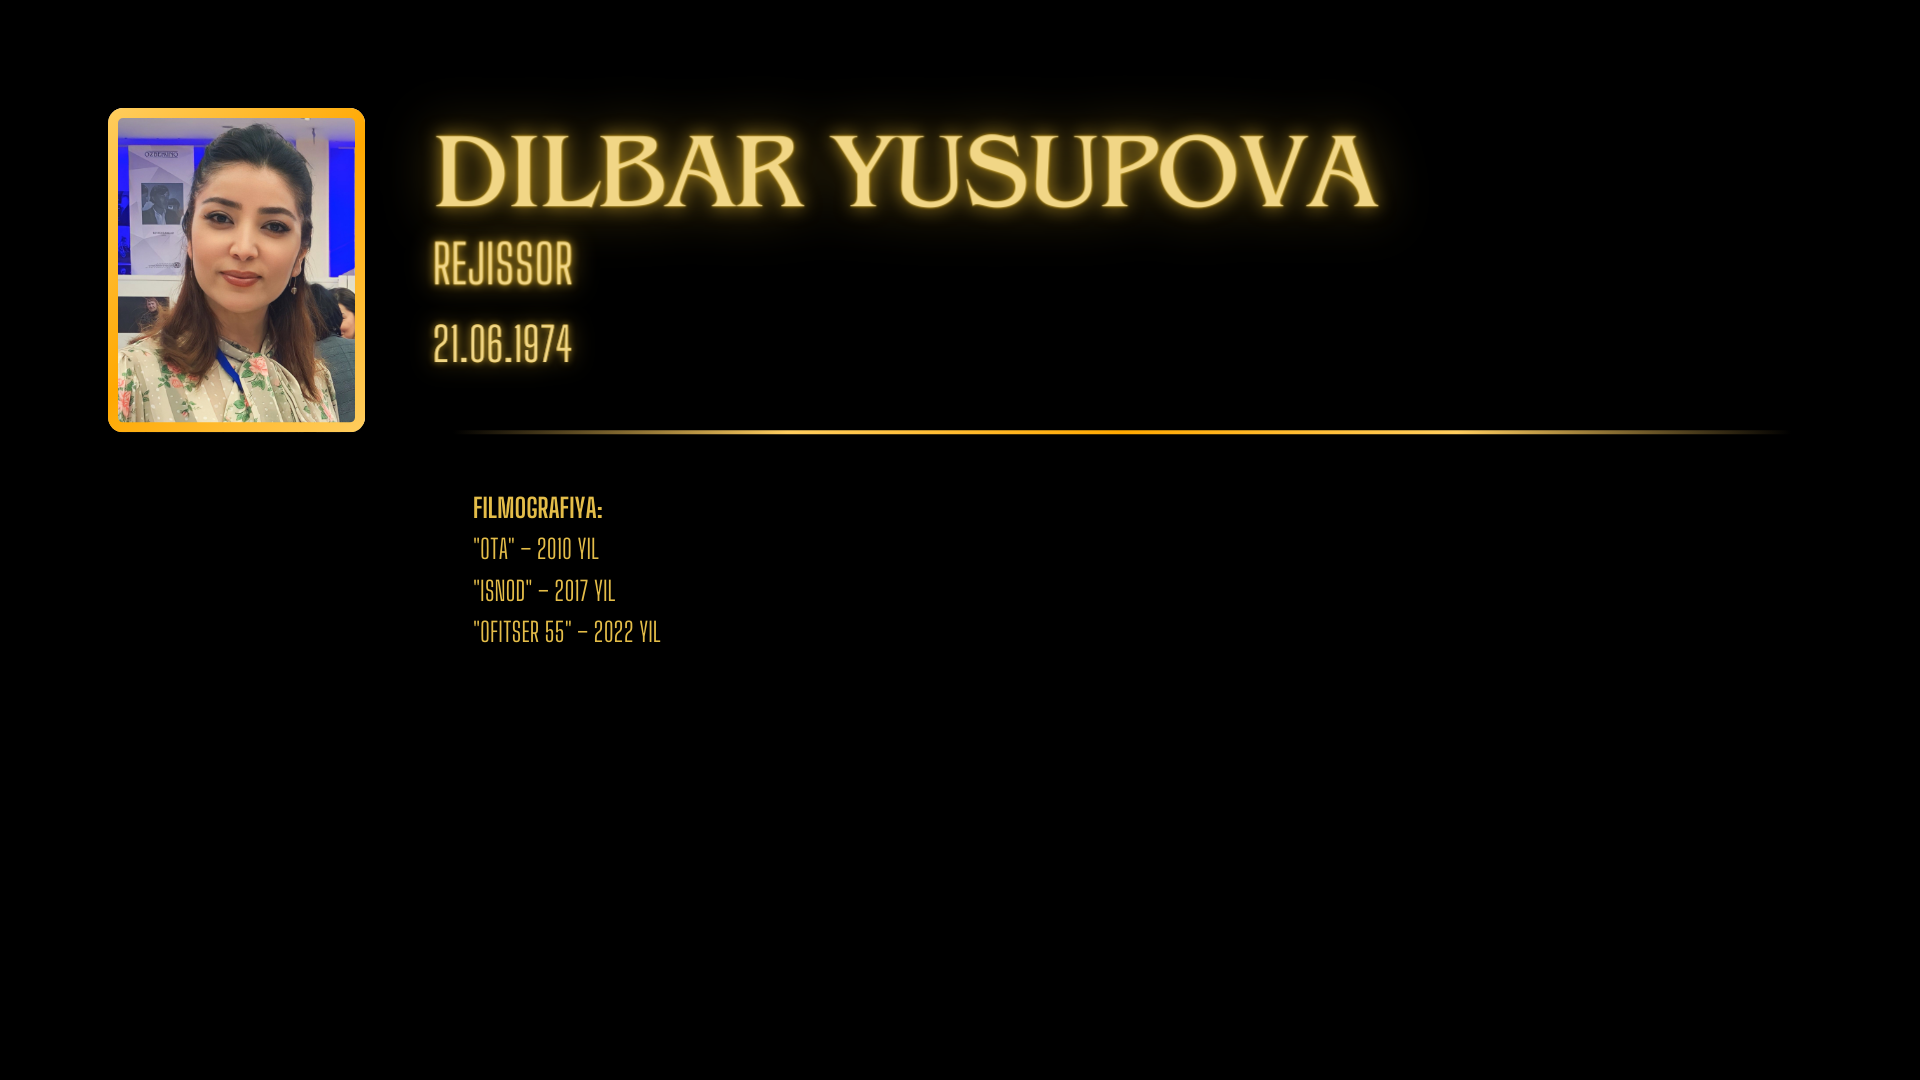 DILBAR YUSUPOVA
REJISSOR
21.06.1974
FILMOGRAFIYA:
"OTA" – 2010 YIL
"ISNOD" – 2017 YIL
"OFITSER 55" – 2022 YIL